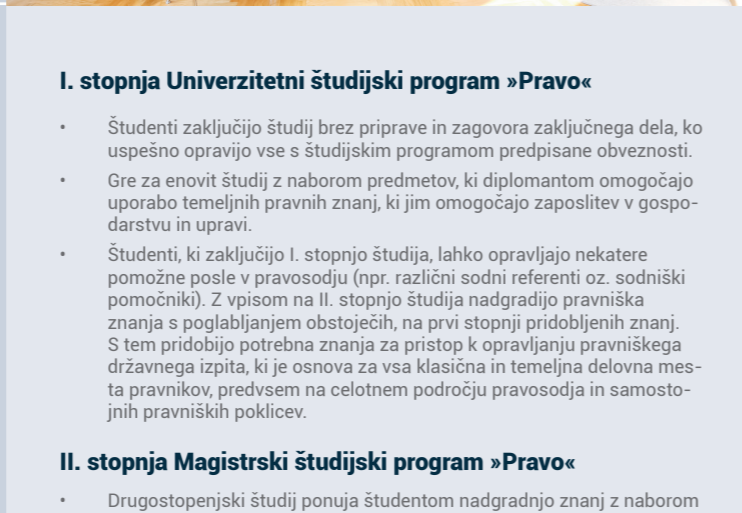 I. stopnja Univerzitetni študijski program »Pravo«
• Študenti zaključijo študij brez priprave in zagovora zaključnega dela, ko
uspešno opravijo vse s študijskim programom predpisane obveznosti.
• Gre za enovit študij z naborom predmetov, ki diplomantom omogočajo
uporabo temeljnih pravnih znanj, ki jim omogočajo zaposlitev v gospo-
darstvu in upravi.
• Študenti, ki zaključijo I. stopnjo študija, lahko opravljajo nekatere
pomožne posle v pravosodju (npr. različni sodni referenti oz. sodniški
pomočniki). Z vpisom na II. stopnjo študija nadgradijo pravniška
znanja s poglabljanjem obstoječih, na prvi stopnji pridobljenih znanj.
S tem pridobijo potrebna znanja za pristop k opravljanju pravniškega
državnega izpita, ki je osnova za vsa klasična in temeljna delovna mes-
ta pravnikov, predvsem na celotnem področju pravosodja in samosto-
jnih pravniških poklicev.
II. stopnja Magistrski študijski program »Pravo«
• Drugostopenjski študij ponuja študentom nadgradnjo znanj z naborom